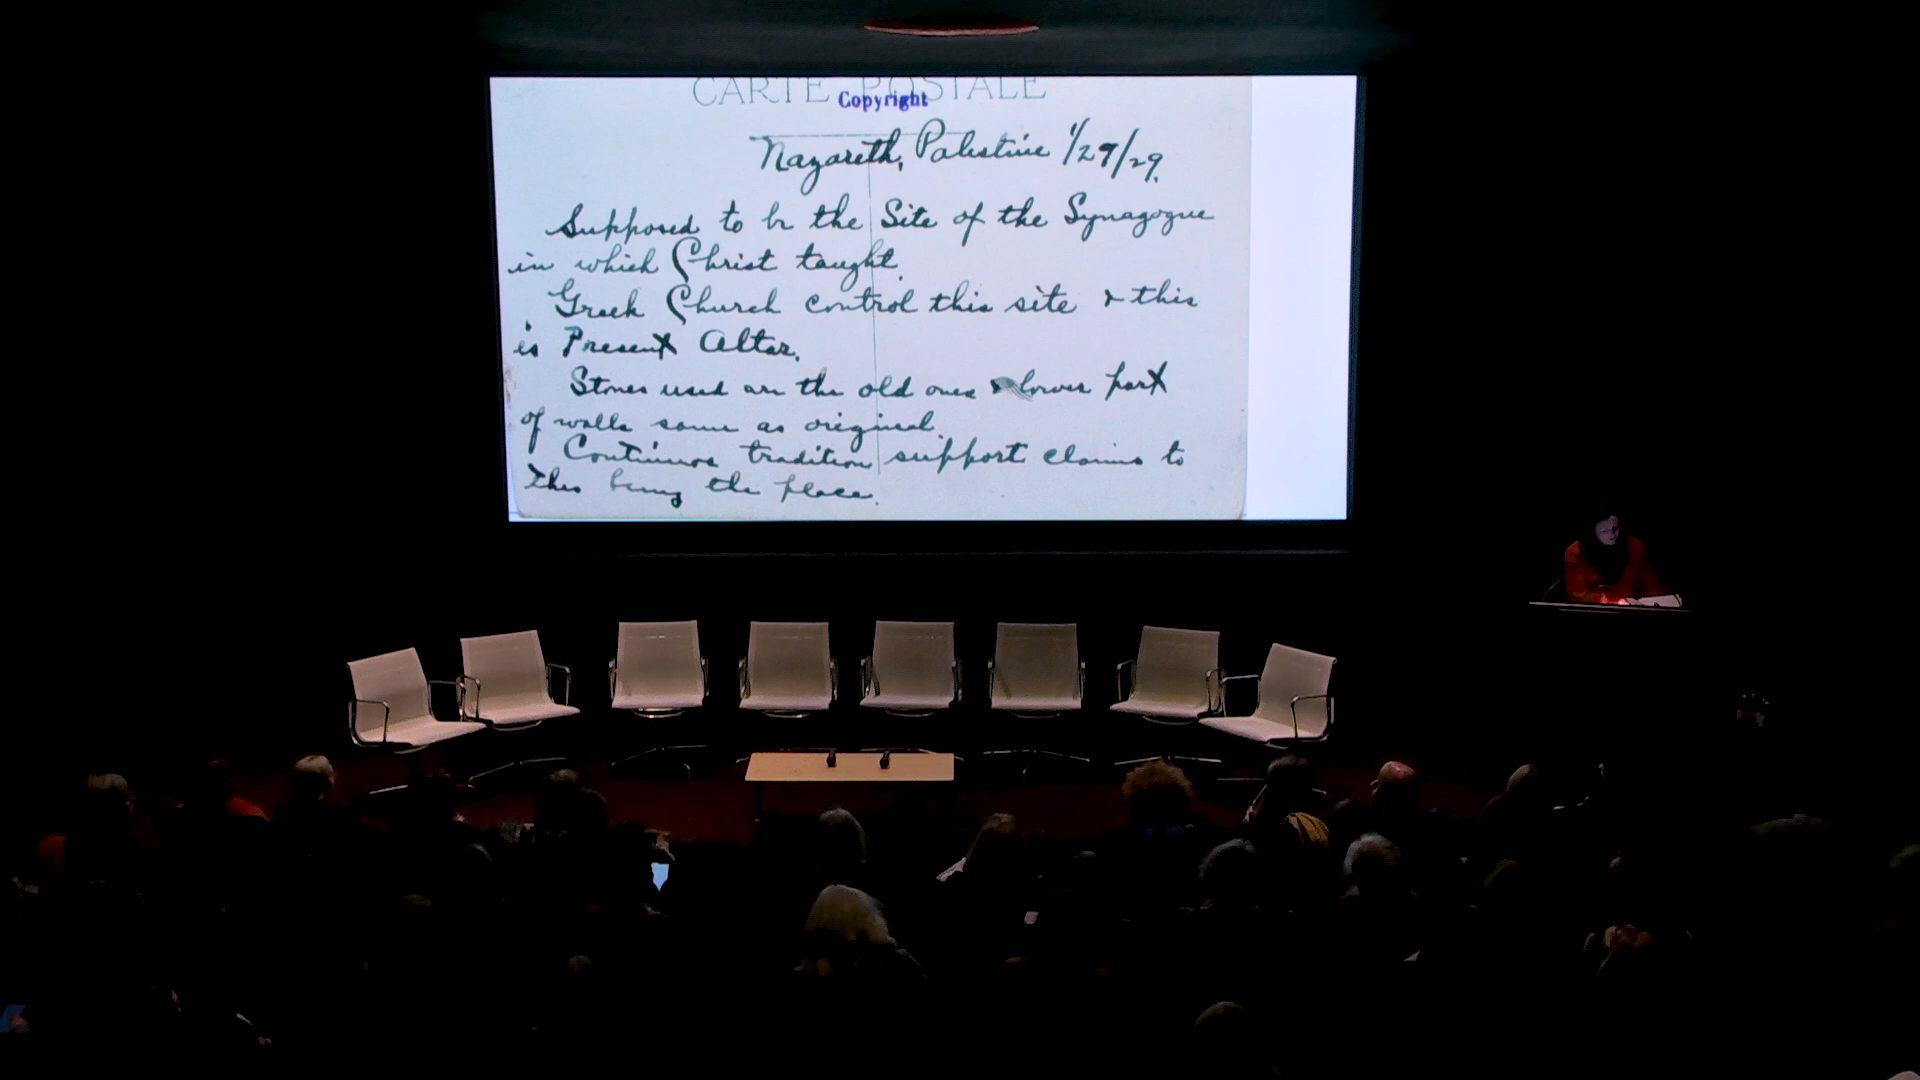 CARTE POSTALE
Copyright
Nazareth, Palestine 1/29/29.
Supposed to be the Site of the Synagogue
in which Christ taught.
Greek Church control this site & this
is Present Altar.
Stones used are the old ones & lower part
of walls same as original.
Continuos tradition support claims to
this being the place.